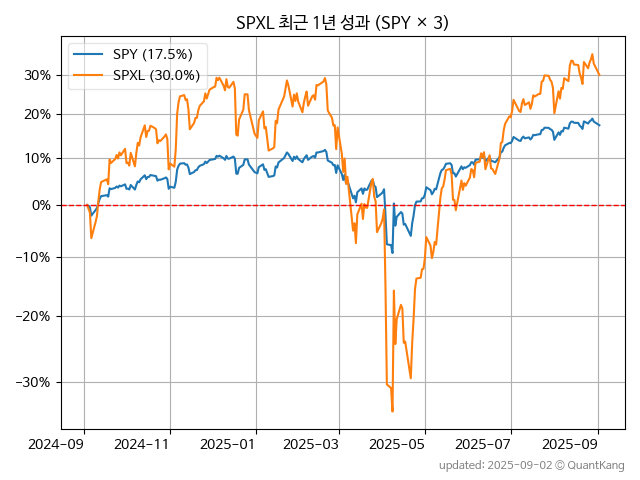 SPXL 최근 1년 성과 (SPY × 3)
SPY (17.5%)
SPXL (30.0%)
30%
20%
10%
0%
−10%
−20%
−30%
2024−09 2024−11 2025−01 2025−03 2025−05 2025−07 2025−09
updated: 2025-09-02 © QuantKang